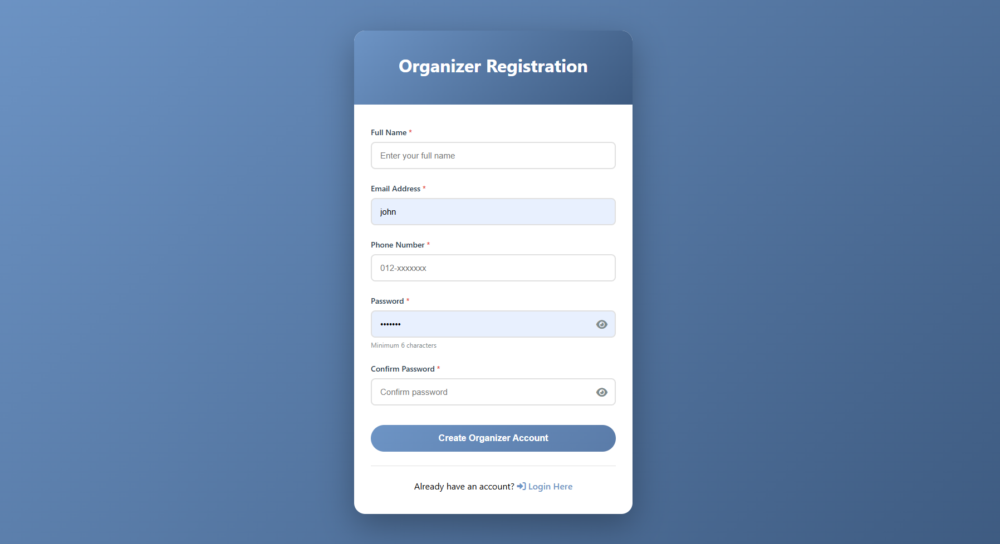 Organizer Registration
Full Name *
Enter your full name
Email Address *
john
Phone Number *
012-xxxxxxx
Password *
•••••••
Minimum 6 characters
Confirm Password *
Confirm password
Create Organizer Account
Already have an account? Login Here